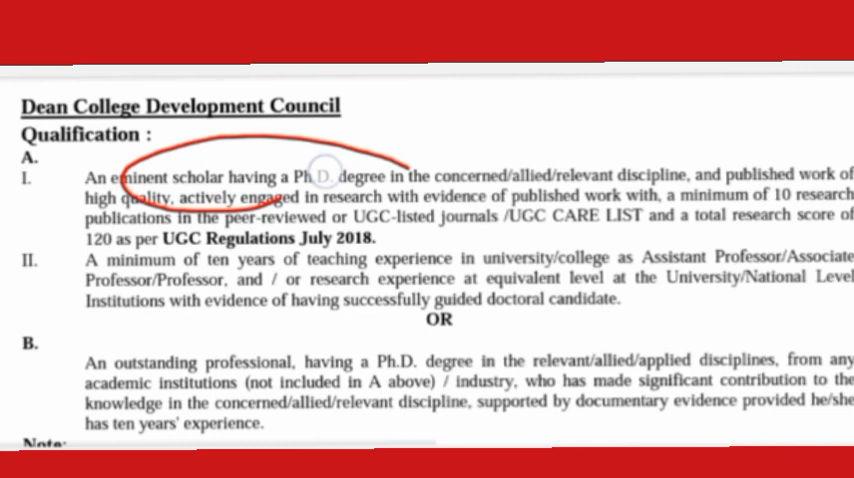 Dean College Development Council
Qualification :
A.
I. An eminent scholar having a Ph.D. degree in the concerned/allied/relevant discipline, and published work of
high quality, actively engaged in research with evidence of published work with, a minimum of 10 research
publications in the peer-reviewed or UGC-listed journals /UGC CARE LIST and a total research score of
120 as per UGC Regulations July 2018.
II. A minimum of ten years of teaching experience in university/college as Assistant Professor/Associate
Professor/Professor, and / or research experience at equivalent level at the University/National Level
Institutions with evidence of having successfully guided doctoral candidate.
OR
B.
An outstanding professional, having a Ph.D. degree in the relevant/allied/applied disciplines, from any
academic institutions (not included in A above) / industry, who has made significant contribution to the
knowledge in the concerned/allied/relevant discipline, supported by documentary evidence provided he/she
has ten years' experience.
Note: